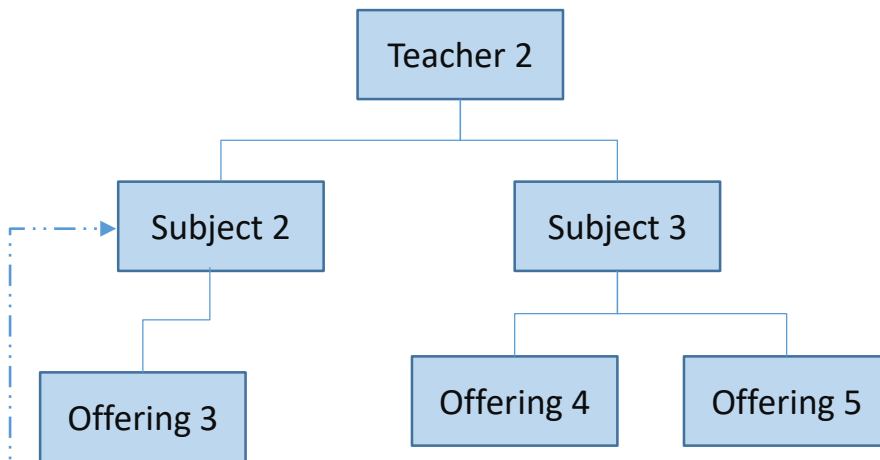 Teacher 2
Subject 2
Subject 3
Offering 3
Offering 4
Offering 5